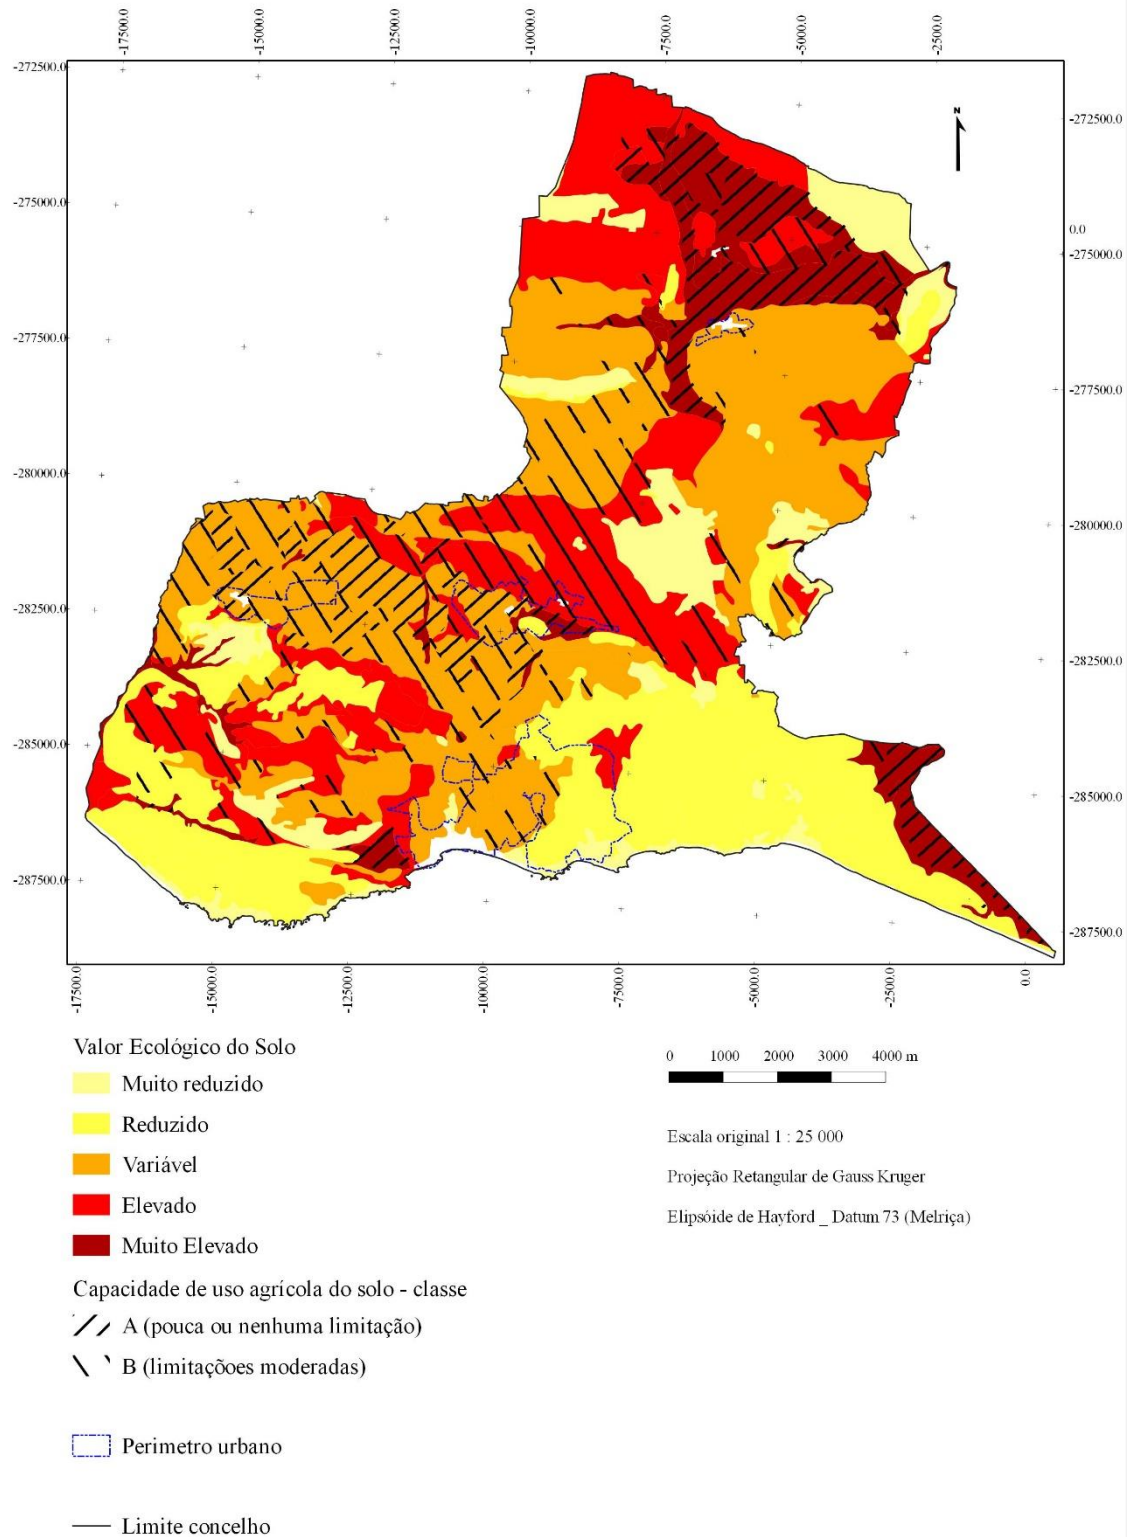 -17500.0
-15000.0
-12500.0
-10000.0
-7500.0
-5000.0
-2500.0
-272500.0
-275000.0
-277500.0
-280000.0
-282500.0
-285000.0
-287500.0
N
-272500.0
0.0
-275000.0
-277500.0
-280000.0
-282500.0
-285000.0
-287500.0
-17500.0
-15000.0
-12500.0
-10000.0
-7500.0
-5000.0
-2500.0
0.0
Valor Ecológico do Solo
Muito reduzido
Reduzido
Variável
Elevado
Muito Elevado
Capacidade de uso agrícola do solo - classe
A (pouca ou nenhuma limitação)
B (limitaçõoes moderadas)
Perimetro urbano
Limite concelho
0 1000 2000 3000 4000 m
Escala original 1 : 25 000
Projeção Retangular de Gauss Kruger
Elipsóide de Hayford _ Datum 73 (Melriça)